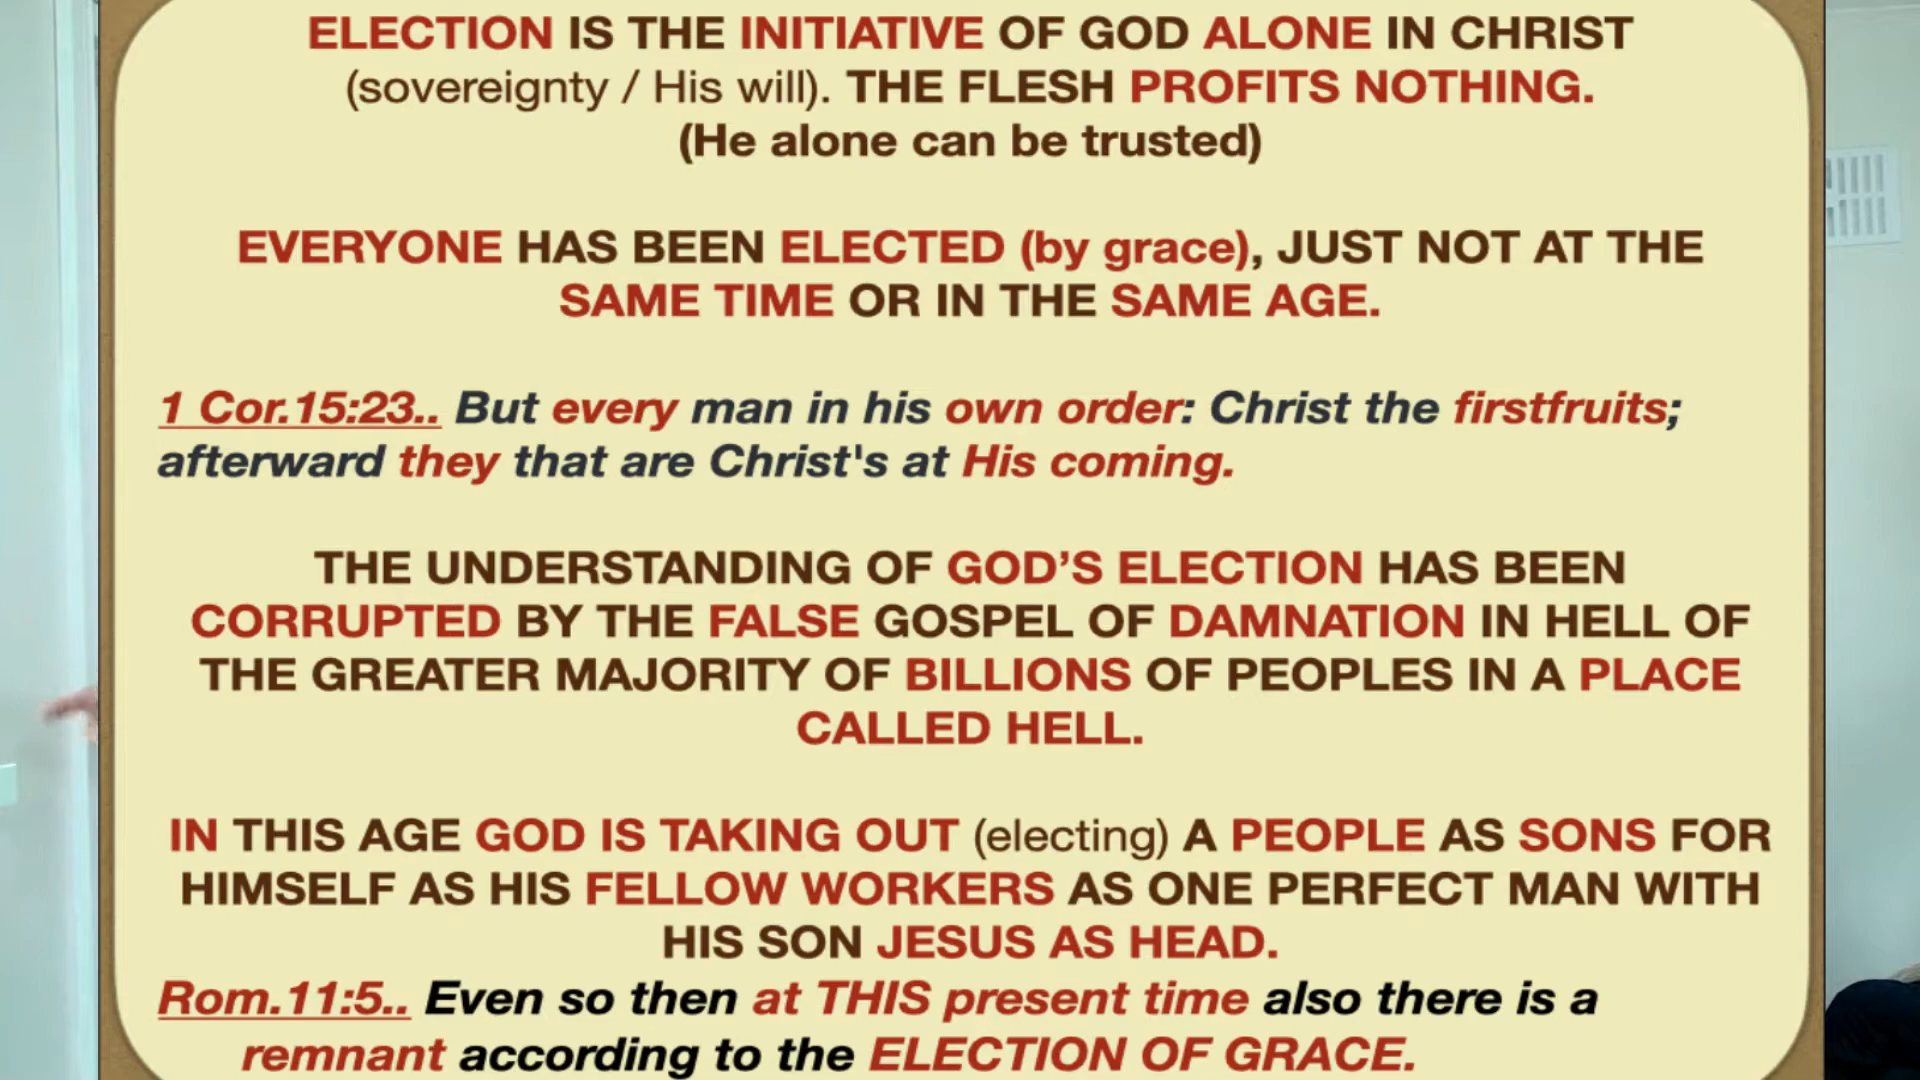 ELECTION IS THE INITIATIVE OF GOD ALONE IN CHRIST
(sovereignty / His will). THE FLESH PROFITS NOTHING.
(He alone can be trusted)
EVERYONE HAS BEEN ELECTED (by grace), JUST NOT AT THE
SAME TIME OR IN THE SAME AGE.
1 Cor.15:23.. But every man in his own order: Christ the firstfruits;
afterward they that are Christ's at His coming.
THE UNDERSTANDING OF GOD’S ELECTION HAS BEEN
CORRUPTED BY THE FALSE GOSPEL OF DAMNATION IN HELL OF
THE GREATER MAJORITY OF BILLIONS OF PEOPLES IN A PLACE
CALLED HELL.
IN THIS AGE GOD IS TAKING OUT (electing) A PEOPLE AS SONS FOR
HIMSELF AS HIS FELLOW WORKERS AS ONE PERFECT MAN WITH
HIS SON JESUS AS HEAD.
Rom.11:5.. Even so then at THIS present time also there is a
remnant according to the ELECTION OF GRACE.